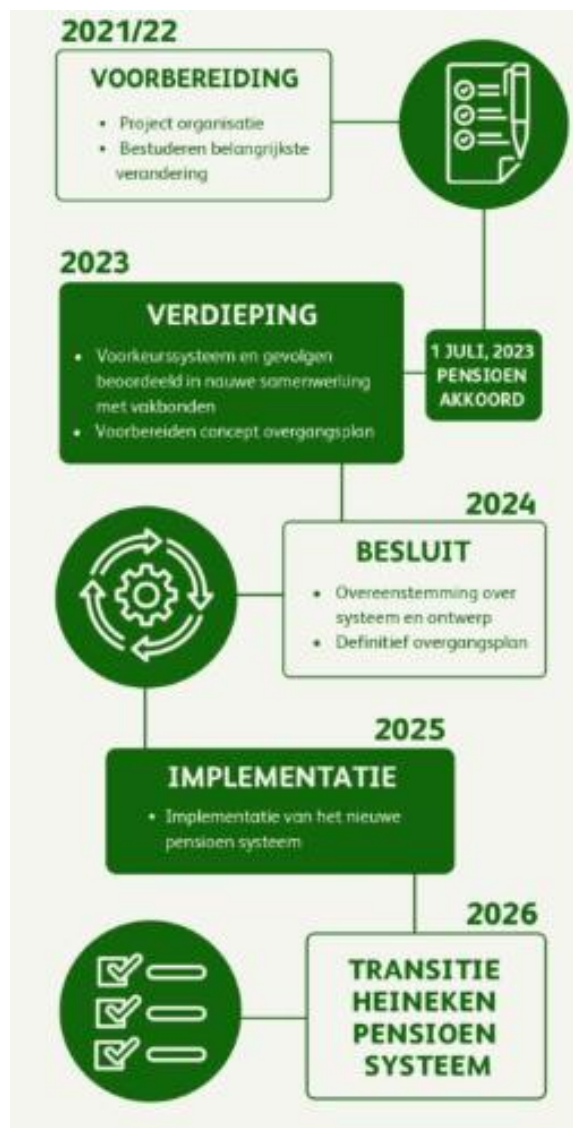 2021/22
VOORBEREIDING
• Project organisatie
• Bestuderen belangrijkste
verandering
2023
VERDIEPING
• Voorkeurssysteem en gevolgen
beoordeeld in nauwe samenwerking
met vakbonden
• Voorbereiden concept overgangsplan
1 JULI, 2023
PENSIOEN
AKKOORD
2024
BESLUIT
• Overeenstemming over
systeem en ontwerp
• Definitief overgangsplan
2025
IMPLEMENTATIE
• Implementatie van het nieuwe
pensioen systeem
2026
TRANSITIE
HEINEKEN
PENSIOEN
SYSTEEM